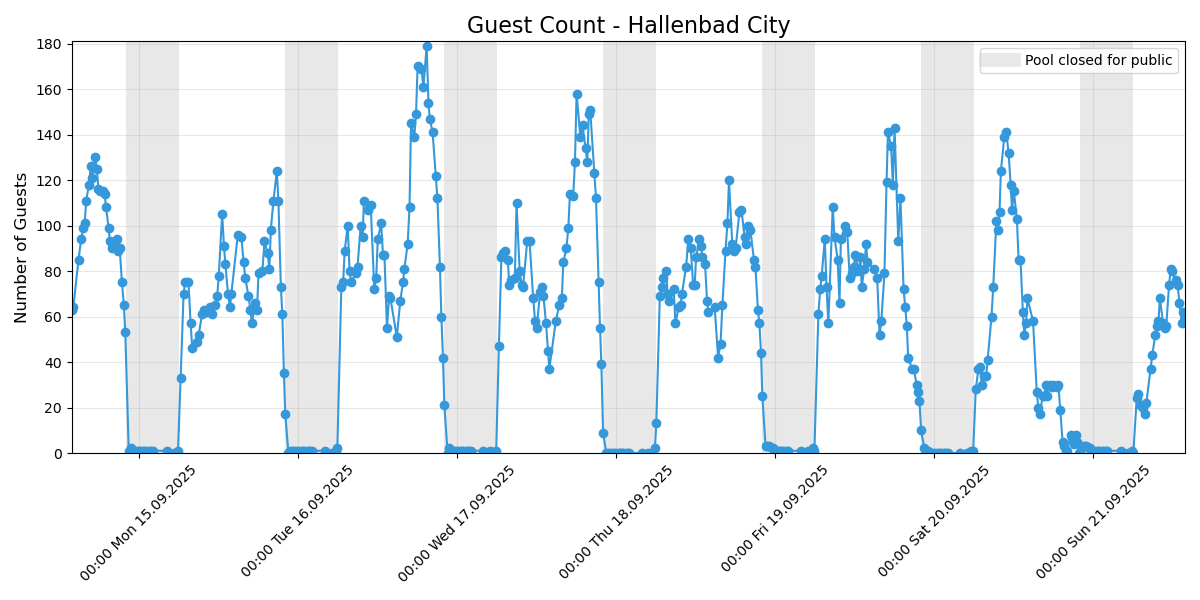 Guest Count - Hallenbad City
Pool closed for public
Number of Guests
180
160
140
120
100
80
60
40
20
0
00:00 Mon 15.09.2025
00:00 Tue 16.09.2025
00:00 Wed 17.09.2025
00:00 Thu 18.09.2025
00:00 Fri 19.09.2025
00:00 Sat 20.09.2025
00:00 Sun 21.09.2025